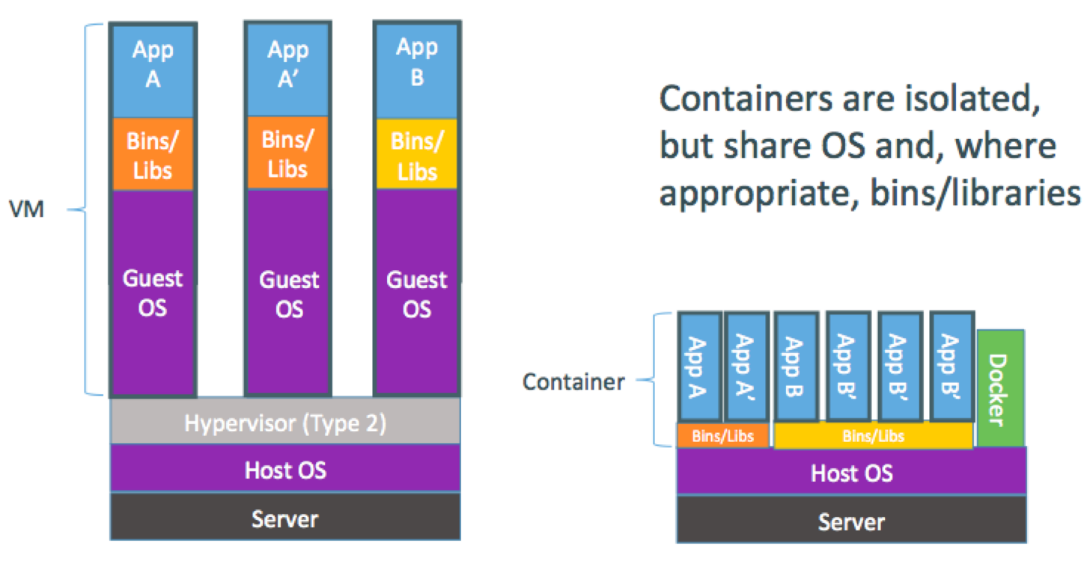 App
A
App
A’
App
B
Bins/
Libs
Bins/
Libs
Bins/
Libs
VM
Guest
OS
Guest
OS
Guest
OS
Hypervisor (Type 2)
Host OS
Server
Containers are isolated,
but share OS and, where
appropriate, bins/libraries
Container
App A
App A’
App B
App B’
App B’
App B’
Docker
Bins/Libs
Bins/Libs
Host OS
Server